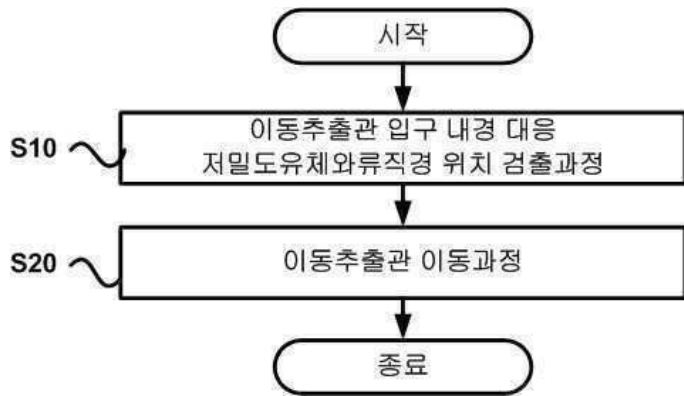 시작
S10
이동추출관 입구 내경 대응
저밀도유체와류직경 위치 검출과정
S20
이동추출관 이동과정
종료